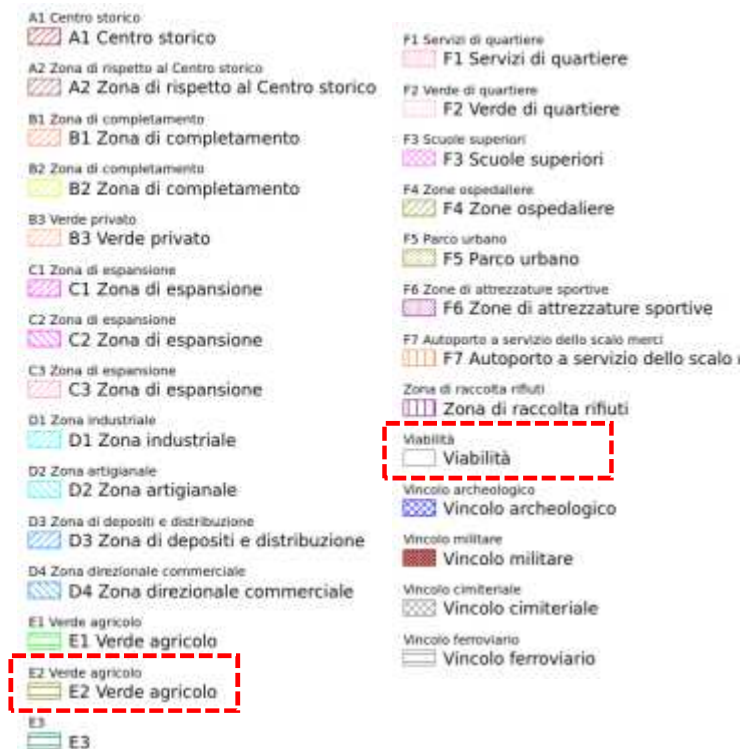 A1 Centro storico
A1 Centro storico
A2 Zona di rispetto al Centro storico
A2 Zona di rispetto al Centro storico
B1 Zona di completamento
B1 Zona di completamento
B2 Zona di completamento
B2 Zona di completamento
B3 Verde privato
B3 Verde privato
C1 Zona di espansione
C1 Zona di espansione
C2 Zona di espansione
C2 Zona di espansione
C3 Zona di espansione
C3 Zona di espansione
D1 Zona industriale
D1 Zona industriale
D2 Zona artigianale
D2 Zona artigianale
D3 Zona di depositi e distribuzione
D3 Zona di depositi e distribuzione
D4 Zona direzionale commerciale
D4 Zona direzionale commerciale
E1 Verde agricolo
E1 Verde agricolo
E2 Verde agricolo
E2 Verde agricolo
E3
E3
F1 Servizi di quartiere
F1 Servizi di quartiere
F2 Verde di quartiere
F2 Verde di quartiere
F3 Scuole superiori
F3 Scuole superiori
F4 Zone ospedaliere
F4 Zone ospedaliere
F5 Parco urbano
F5 Parco urbano
F6 Zone di attrezzature sportive
F6 Zone di attrezzature sportive
F7 Autoporto a servizio dello scalo merci
F7 Autoporto a servizio dello scalo
Zona di raccolta rifiuti
Zona di raccolta rifiuti
Viabilità
Viabilità
Vincolo archeologico
Vincolo archeologico
Vincolo militare
Vincolo militare
Vincolo cimiteriale
Vincolo cimiteriale
Vincolo ferroviario
Vincolo ferroviario